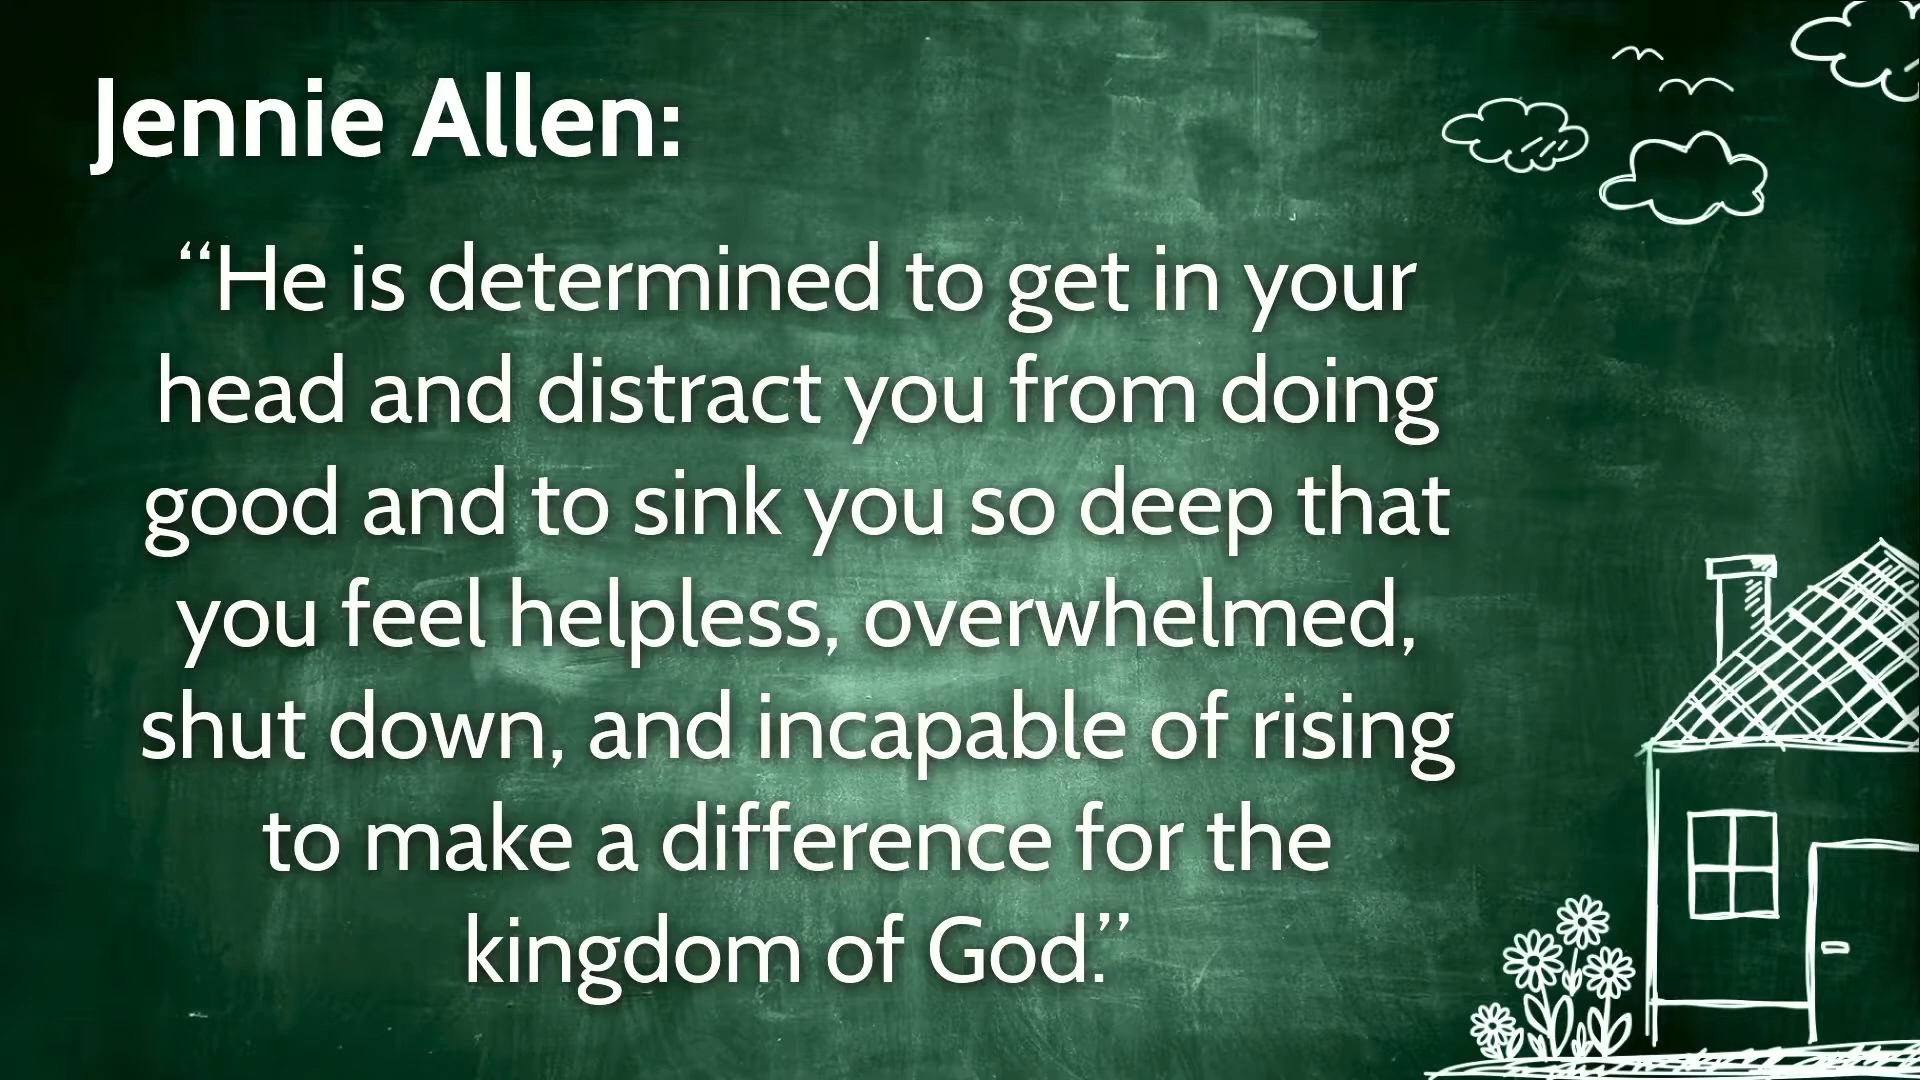 Jennie Allen:
“He is determined to get in your
head and distract you from doing
good and to sink you so deep that
you feel helpless, overwhelmed,
shut down, and incapable of rising
to make a difference for the
kingdom of God.”